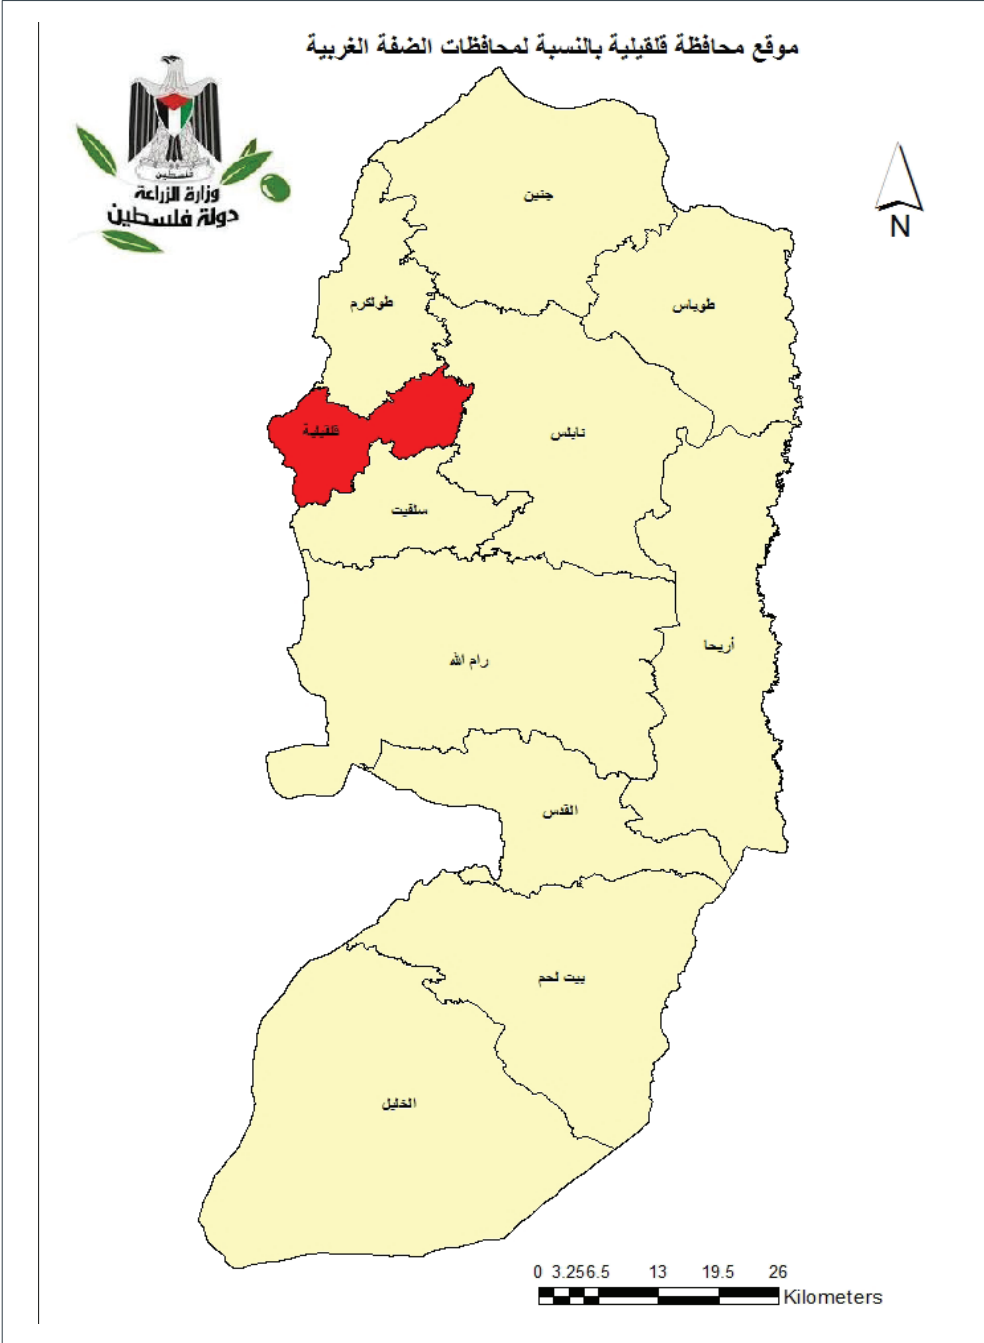 موقع محافظة قلقيلية بالنسبة لمحافظات الضفة الغربية
فلسطين
وزارة الزراعة
دولة فلسطين
N
جنين
طولكرم
طوباس
قلقيلية
نابلس
سلفيت
أريحا
رام الله
القدس
بيت لحم
الخليل
0 3.25 6.5 13 19.5 26
Kilometers